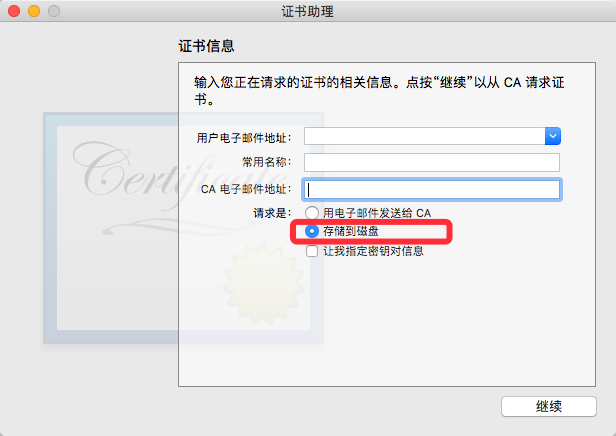 证书助理
证书信息
输入您正在请求的证书的相关信息。点按“继续”以从 CA 请求证
书。
用户电子邮件地址：
常用名称：
CA 电子邮件地址：
请求是： 用电子邮件发送给 CA
存储到磁盘
让我指定密钥对信息
Certificate
继续